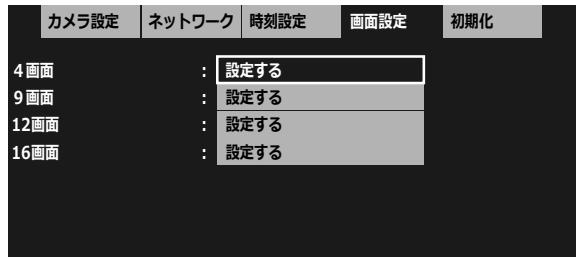 カメラ設定 ネットワーク 時刻設定 画面設定 初期化
4画面 : 設定する
9画面 : 設定する
12画面 : 設定する
16画面 : 設定する